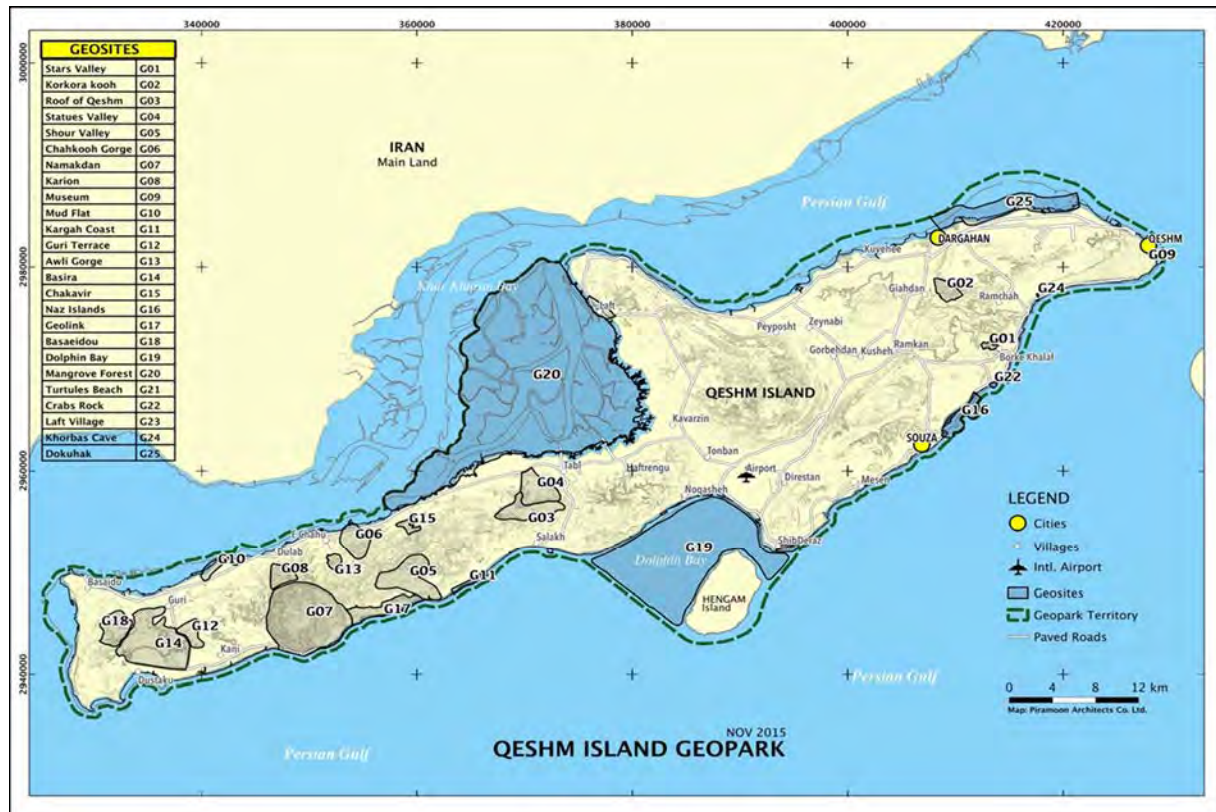 340000 360000 380000 400000 420000
3000000
2980000
2960000
2940000
GEOSITES
Stars Valley G01
Korkora kooh G02
Roof of Qeshm G03
Statues Valley G04
Shour Valley G05
Chahkooh Gorge G06
Namakdan G07
Karion G08
Museum G09
Mud Flat G10
Kargah Coast G11
Guri Terrace G12
Awli Gorge G13
Basira G14
Chakavir G15
Naz Islands G16
Geolink G17
Basaeidou G18
Dolphin Bay G19
Mangrove Forest G20
Turtules Beach G21
Crabs Rock G22
Laft Village G23
Khorbas Cave G24
Dokuhak G25
IRAN
Main Land
Persian Gulf
G25
DARGAHAN
QESHM
G09
Kuvehee
Khor Khuran Bay
Laft
Giahdan
G02
Ramchah
G24
Peyposht
Zeynabi
Gorbehdan
Kusheh
Ramkan
G01
Borke Khalaf
G20
QESHM ISLAND
G22
G16
Kavarzin
SOUZA
Tonban
Tabl
Haftrengu
Airport
Direstan
Mesen
G04
G03
Noqasheh
G15
G06
Salakh
G19
Dolphin Bay
ShibDeraz
Dulab
G10
G13
G08
G05
G11
Basaidu
Guri
G07
G17
HENGAM
Island
G18
G12
G14
Kani
Dustaku
Persian Gulf
Persian Gulf
LEGEND
Cities
Villages
Intl. Airport
Geosites
Geopark Territory
Paved Roads
0 4 8 12 km
Map: Piramoon Architects Co. Ltd.
NOV 2015
QESHM ISLAND GEOPARK